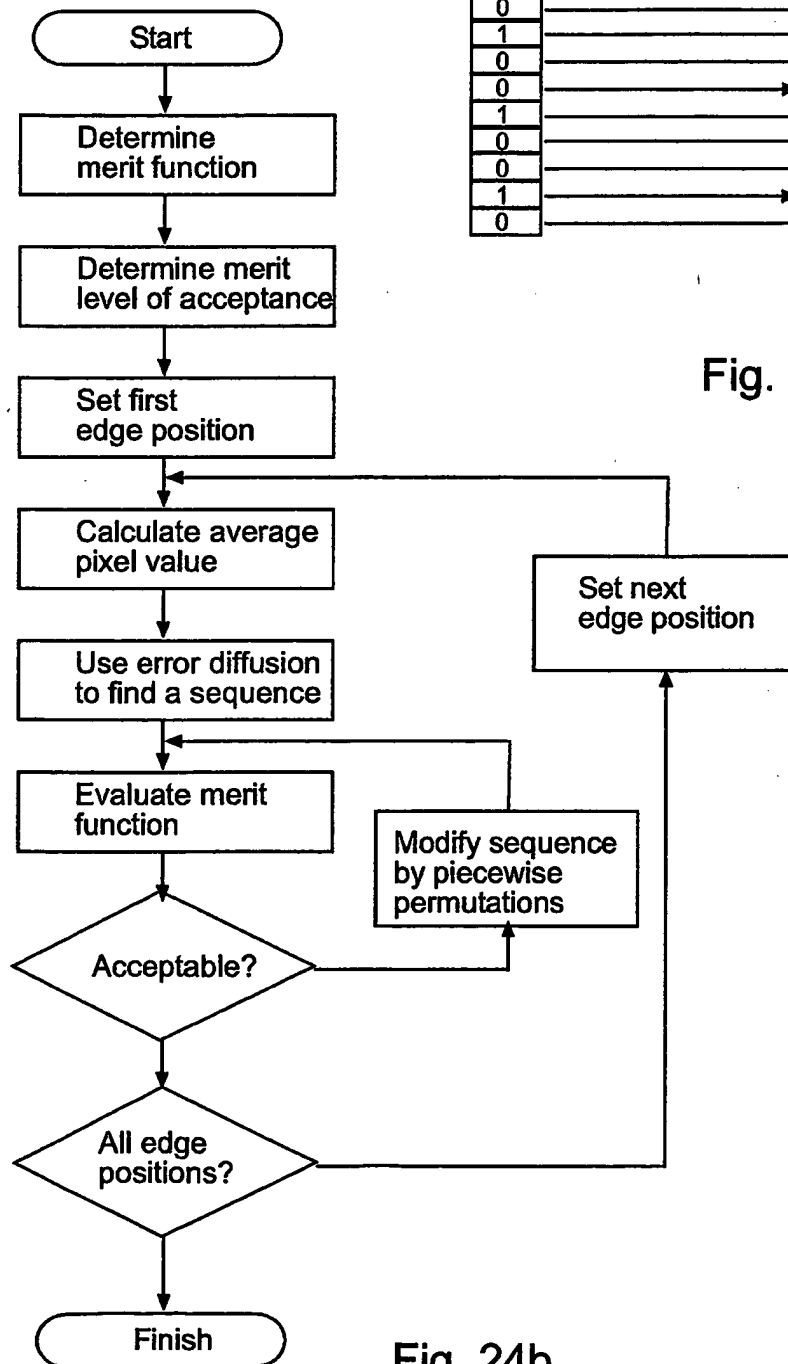 Start
Determine
merit function
Determine merit
level of acceptance
Set first
edge position
Calculate average
pixel value
Use error diffusion
to find a sequence
Evaluate merit
function
Acceptable?
All edge
positions?
Finish
Modify sequence
by piecewise
permutations
Set next
edge position
0
1
0
0
1
0
0
1
0
Fig.
Fig. 24b